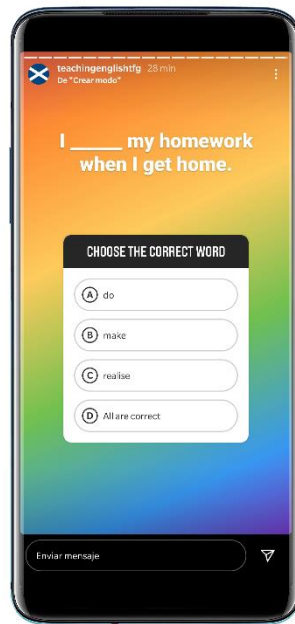 teachingenglishtfg 28 min
De "Crear modo"
I _____ my homework
when I get home.
CHOOSE THE CORRECT WORD
A do
B make
C realise
D All are correct
Enviar mensaje